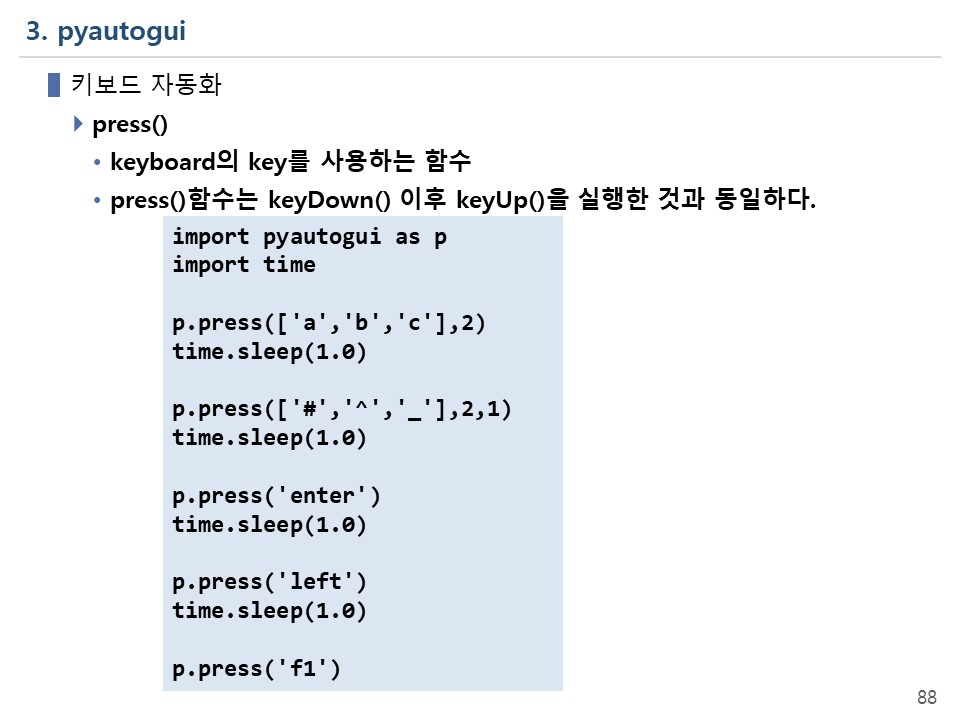 3. pyautogui
키보드 자동화
press()
• keyboard의 key를 사용하는 함수
• press()함수는 keyDown() 이후 keyUp()을 실행한 것과 동일하다.
import pyautogui as p
import time
p.press(['a','b','c'],2)
time.sleep(1.0)
p.press(['#','^','_'],2,1)
time.sleep(1.0)
p.press('enter')
time.sleep(1.0)
p.press('left')
time.sleep(1.0)
p.press('f1')
88